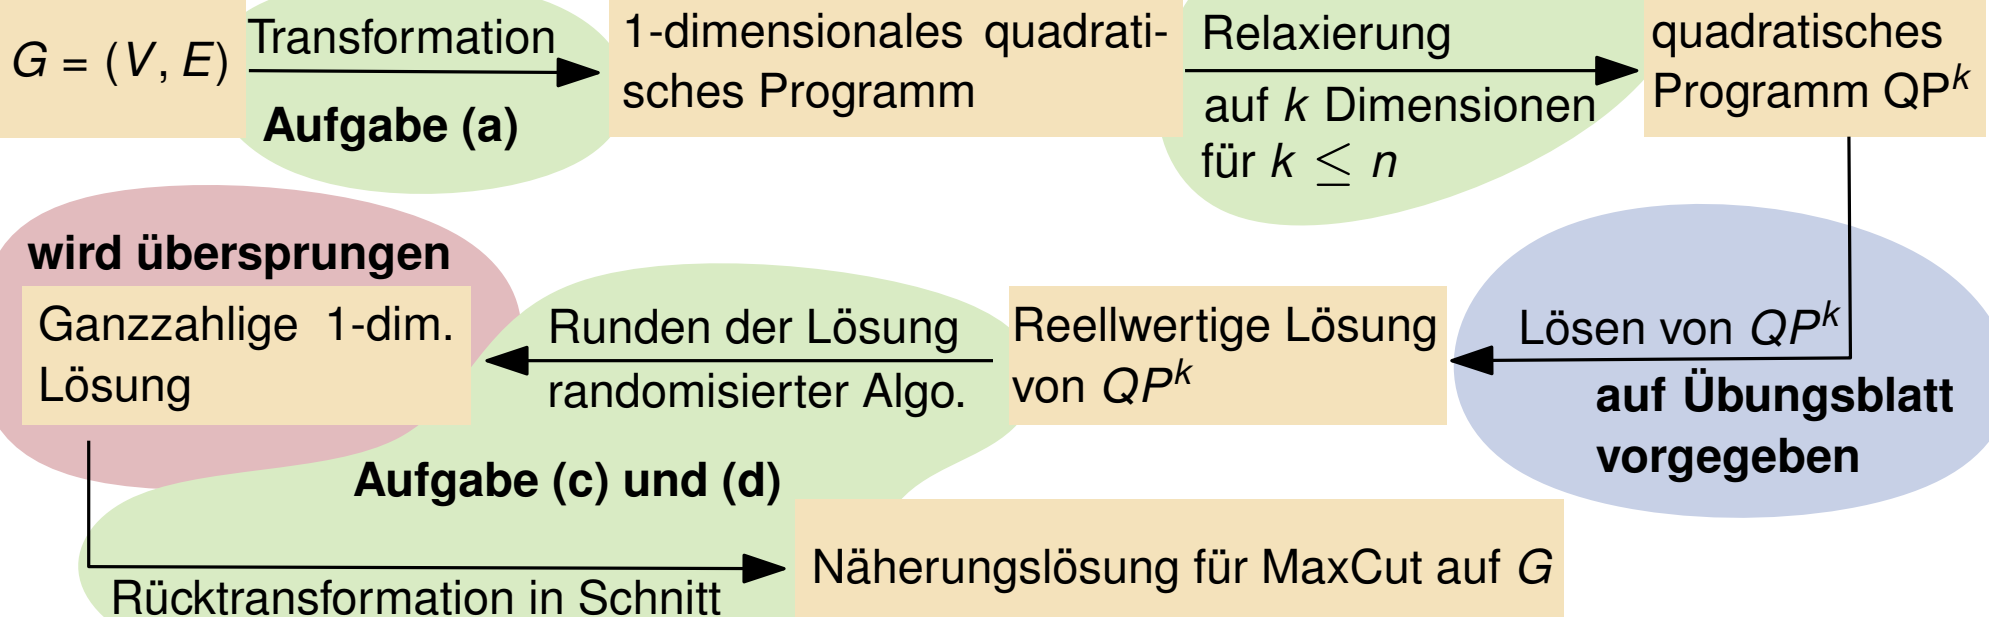 G = (V, E)
Transformation
Aufgabe (a)
1-dimensionales quadrati-
sches Programm
Relaxierung
auf k Dimensionen
für k ≤ n
quadratisches
Programm QP^k
wird übersprungen
Ganzzahlige 1-dim.
Lösung
Runden der Lösung
randomisierter Algo.
Reellwertige Lösung
von QP^k
Lösen von QP^k
auf Übungsblatt
vorgegeben
Aufgabe (c) und (d)
Rücktransformation in Schnitt
Näherungslösung für MaxCut auf G